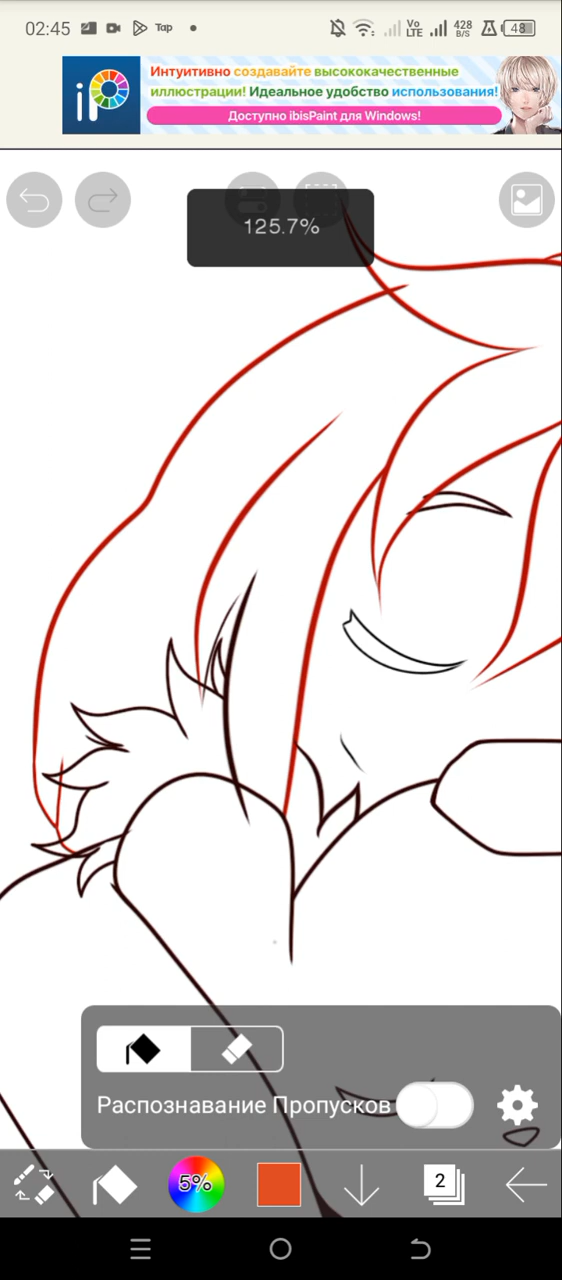 02:45 Tap Vo LTE 428 B/S 48
iP
Интуитивно создавайте высококачественные
иллюстрации! Идеальное удобство использования!
Доступно ibisPaint для Windows!
125.7%
Распознавание Пропусков
5% 2